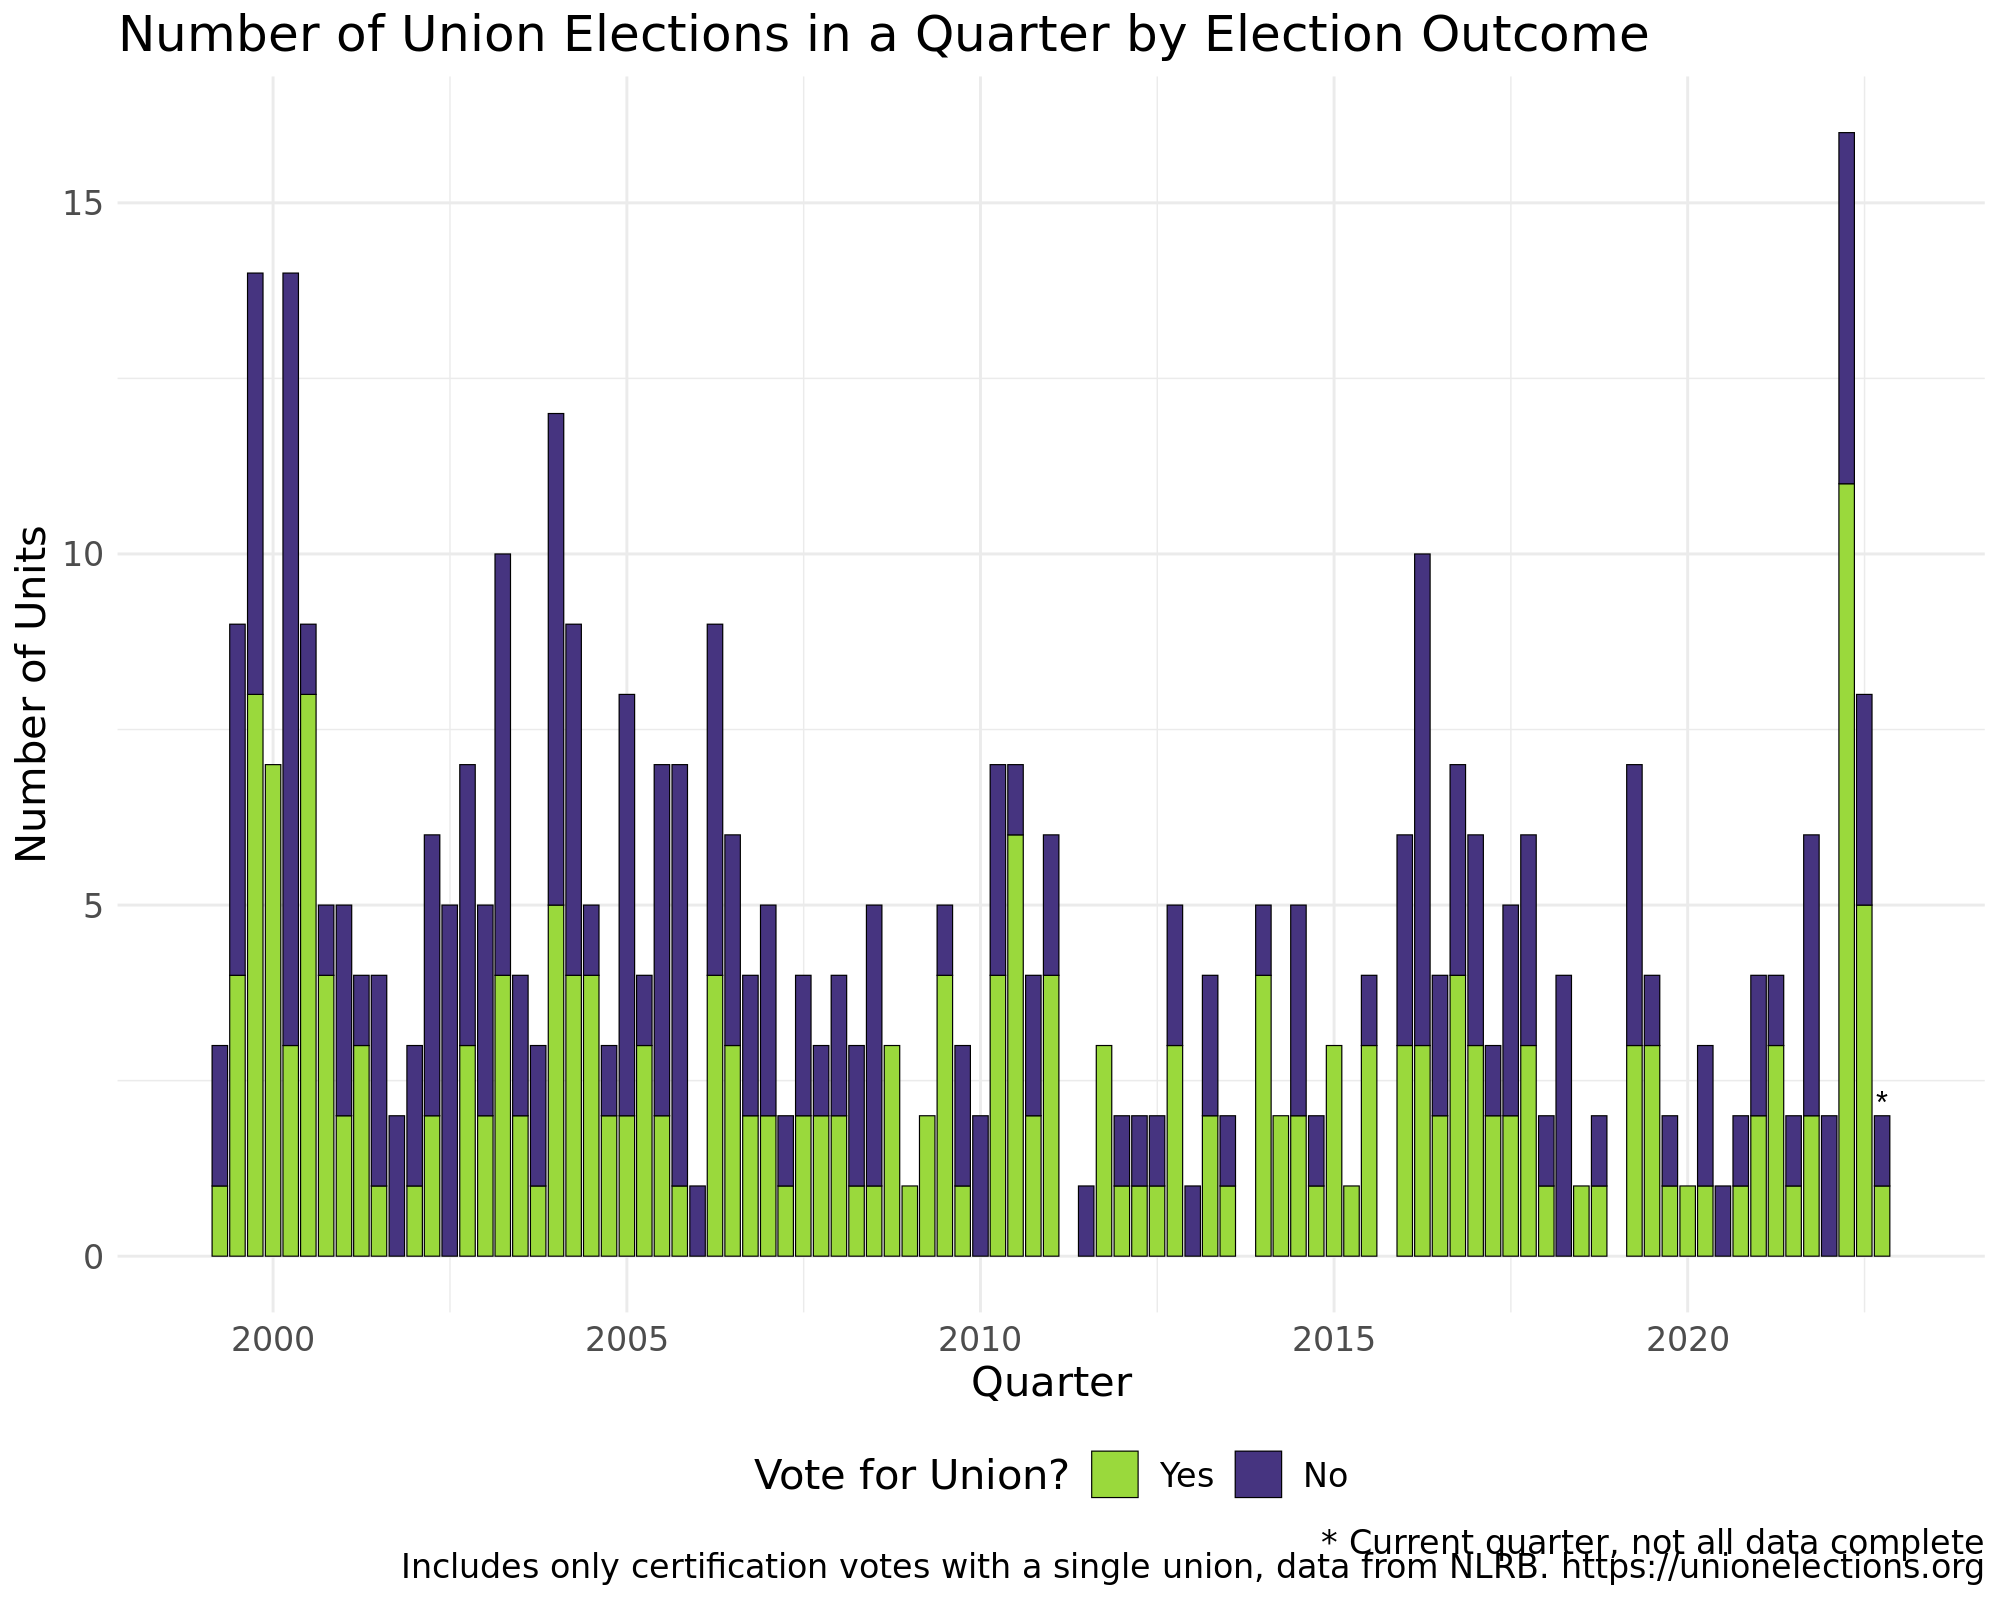 Number of Union Elections in a Quarter by Election Outcome
Number of Units
15
10
5
0
*
2000 2005 2010 2015 2020
Quarter
Vote for Union? Yes No
* Current quarter, not all data complete
Includes only certification votes with a single union, data from NLRB. https://unionelections.org